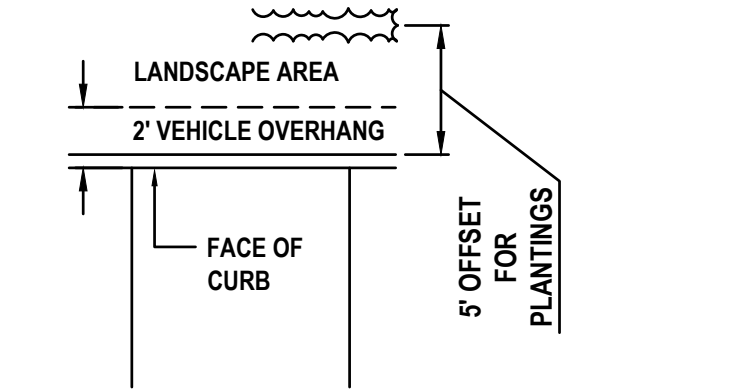 LANDSCAPE AREA
2' VEHICLE OVERHANG
FACE OF
CURB
5' OFFSET
FOR
PLANTINGS